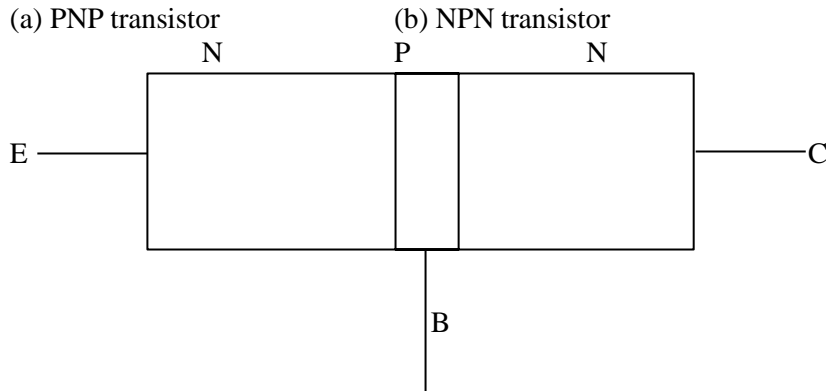 (a) PNP transistor (b) NPN transistor
N P N
E C
B